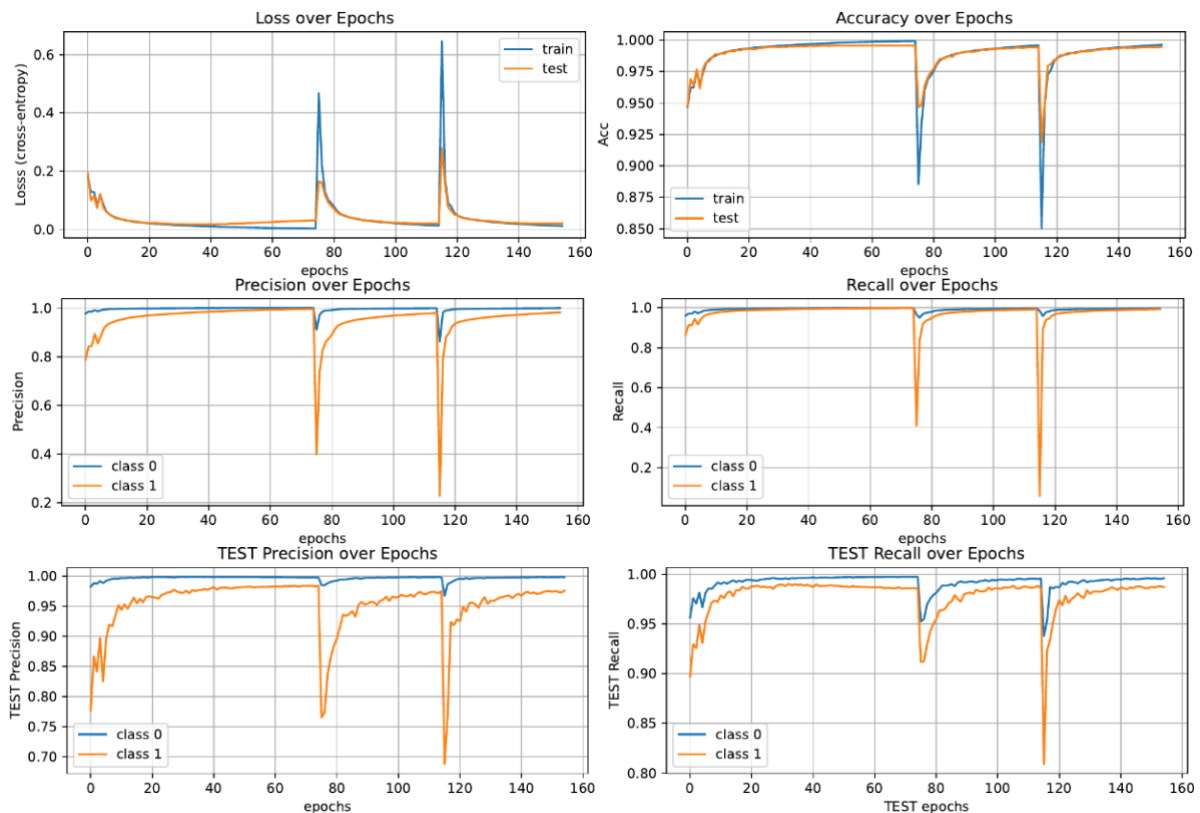 Loss over Epochs
Losss (cross-entropy)
0.6
0.4
0.2
0.0
0 20 40 60 80 100 120 140 160
epochs
train
test
Accuracy over Epochs
Acc
1.000
0.975
0.950
0.925
0.900
0.875
0.850
0 20 40 60 80 100 120 140 160
epochs
train
test
Precision over Epochs
Precision
1.0
0.8
0.6
0.4
0.2
0 20 40 60 80 100 120 140 160
epochs
class 0
class 1
Recall over Epochs
Recall
1.0
0.8
0.6
0.4
0.2
0 20 40 60 80 100 120 140 160
epochs
class 0
class 1
TEST Precision over Epochs
TEST Precision
1.00
0.95
0.90
0.85
0.80
0.75
0.70
0 20 40 60 80 100 120 140 160
epochs
class 0
class 1
TEST Recall over Epochs
TEST Recall
1.00
0.95
0.90
0.85
0.80
0 20 40 60 80 100 120 140 160
TEST epochs
class 0
class 1